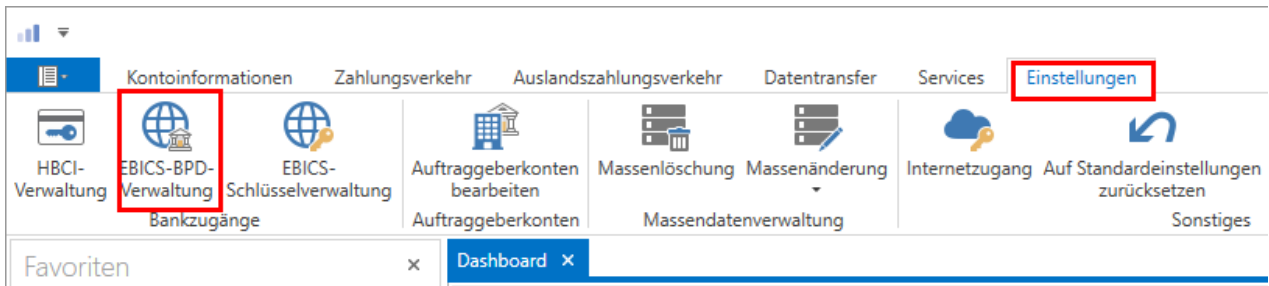 Kontoinformationen Zahlungsverkehr Auslandszahlungsverkehr Datentransfer Services Einstellungen
HBCI- EBICS-BPD- EBICS- Auftraggeberkonten Massenlöschung Massenänderung Internetzugang Auf Standardeinstellungen
Verwaltung Verwaltung Schlüsselverwaltung bearbeiten zurücksetzen
Bankzugänge Auftraggeberkonten Massendatenverwaltung Sonstiges
Favoriten × Dashboard ×